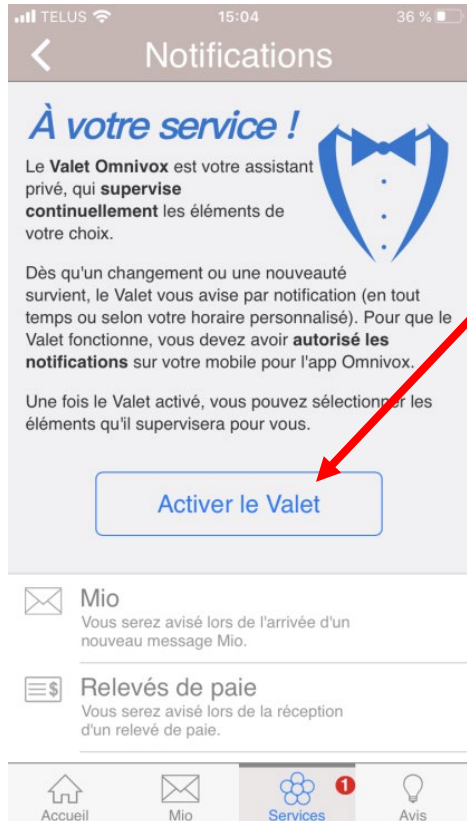 TELUS 15:04 36 %
Notifications
À votre service !
Le Valet Omnivox est votre assistant
privé, qui supervise
continuellement les éléments de
votre choix.
Dès qu'un changement ou une nouveauté
survient, le Valet vous avise par notification (en tout
temps ou selon votre horaire personnalisé). Pour que le
Valet fonctionne, vous devez avoir autorisé les
notifications sur votre mobile pour l'app Omnivox.
Une fois le Valet activé, vous pouvez sélectionner les
éléments qu'il supervisera pour vous.
Activer le Valet
Mio
Vous serez avisé lors de l'arrivée d'un
nouveau message Mio.
Relevés de paie
Vous serez avisé lors de la réception
d'un relevé de paie.
1
Accueil Mio Services Avis